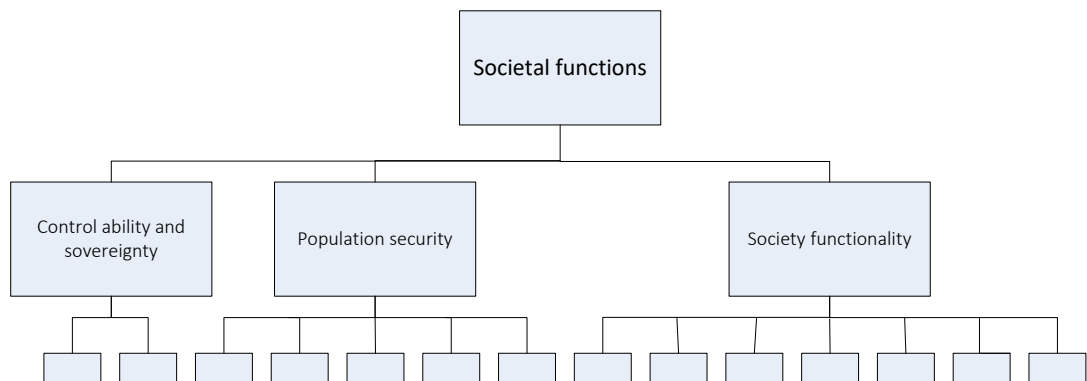 Societal functions
Control ability and
sovereignty
Population security
Society functionality